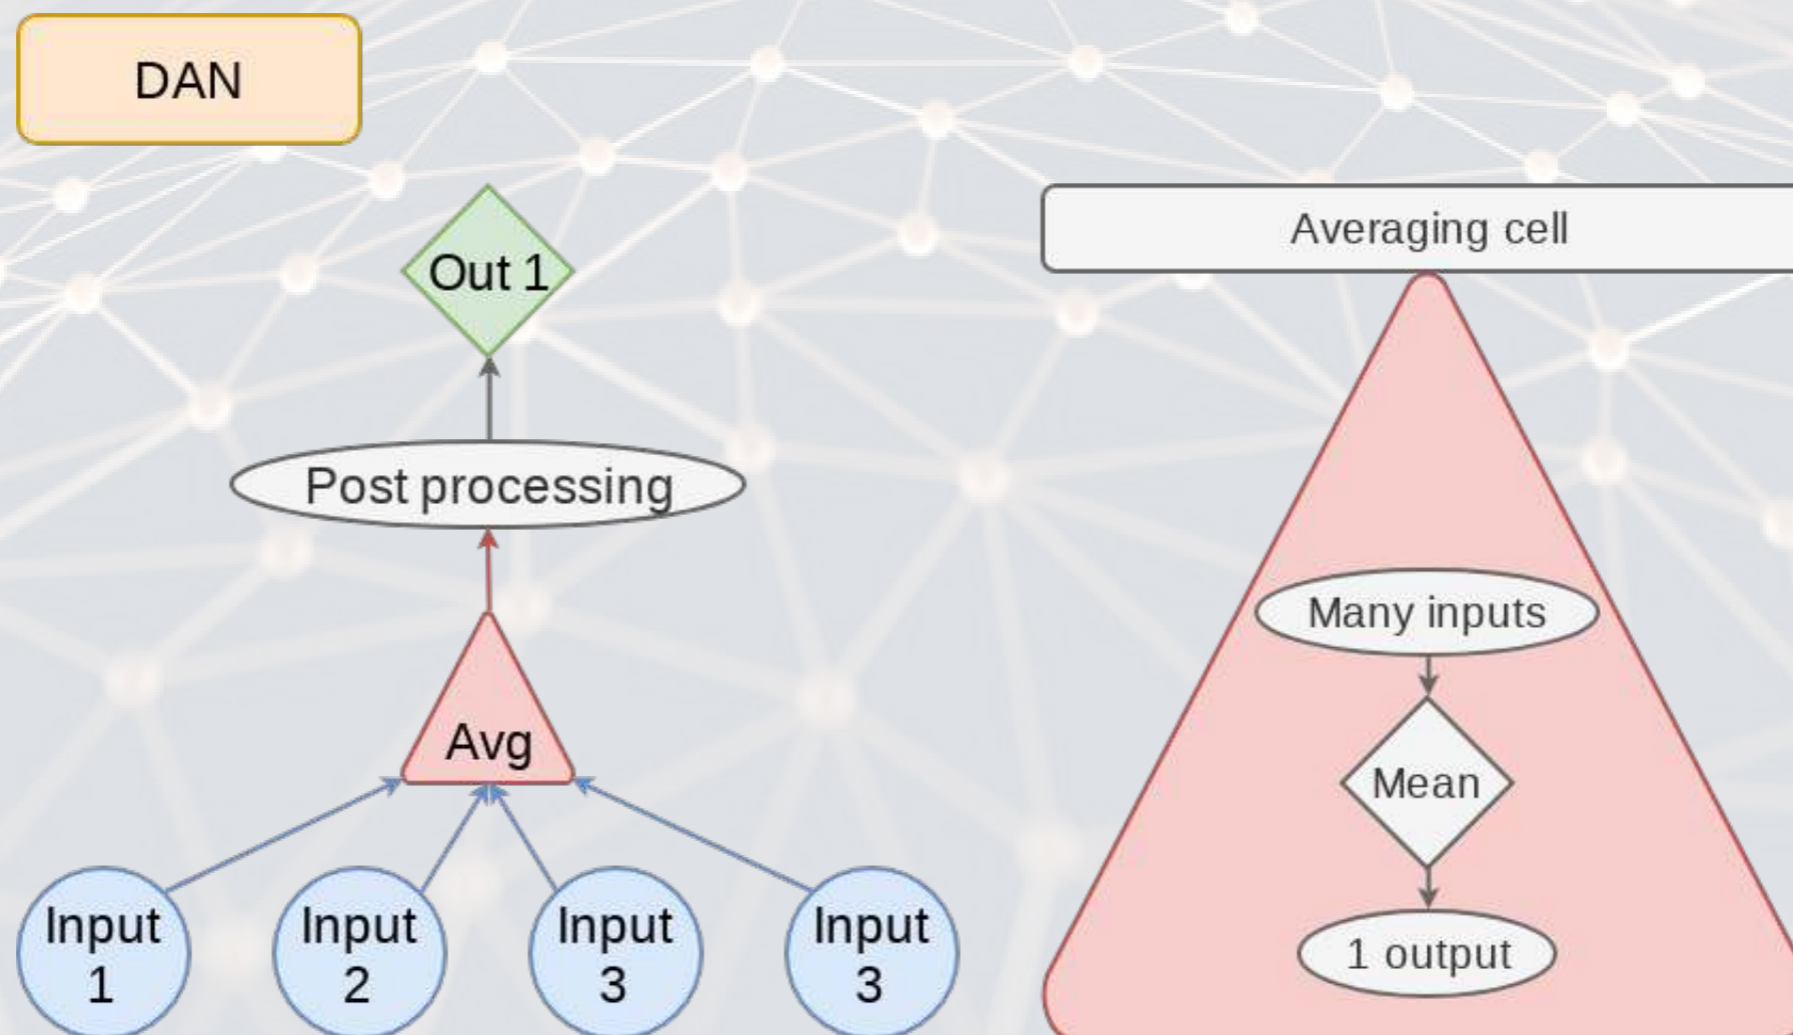 DAN
Out 1
Post processing
Avg
Input
1
Input
2
Input
3
Input
3
Averaging cell
Many inputs
Mean
1 output